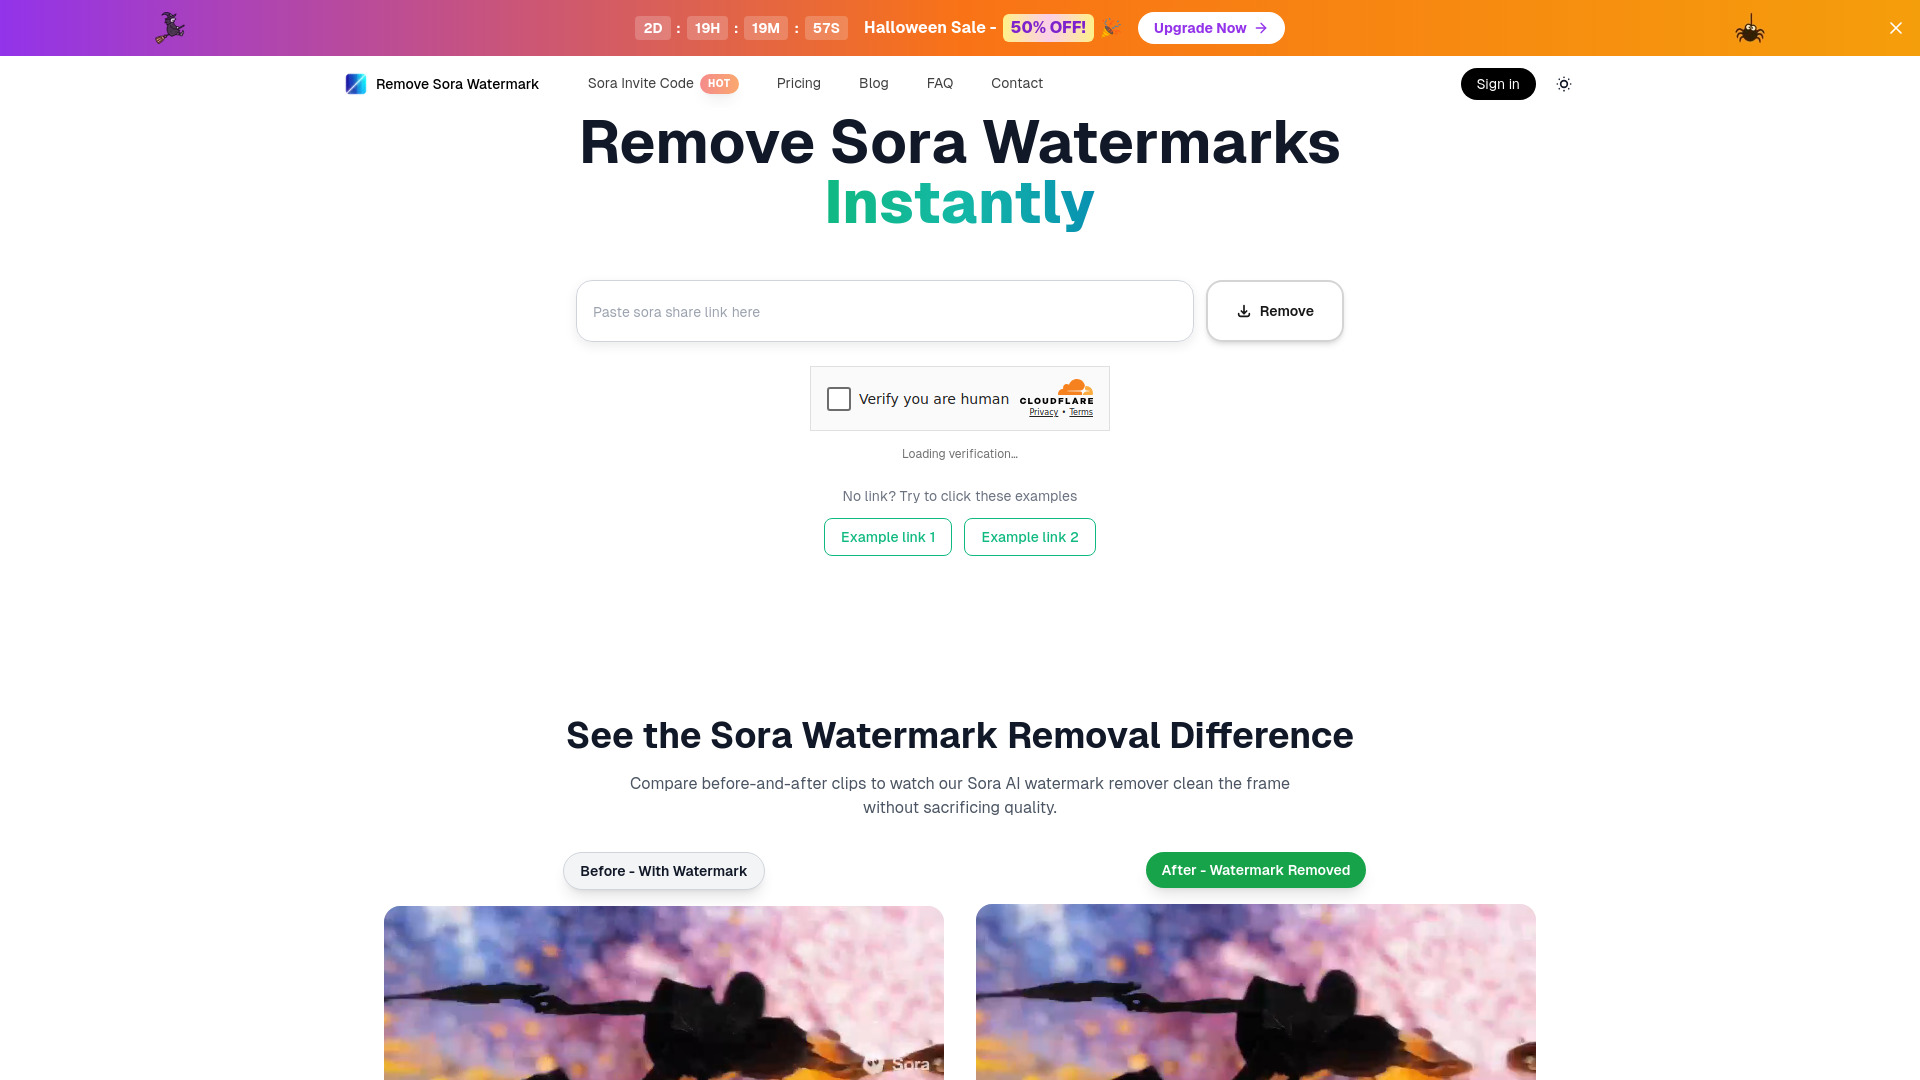 2D : 19H : 19M : 57S Halloween Sale - 50% OFF! Upgrade Now →
Remove Sora Watermark Sora Invite Code HOT Pricing Blog FAQ Contact Sign in
Remove Sora Watermarks
Instantly
Paste sora share link here Remove
Verify you are human CLOUDFLARE
Privacy • Terms
Loading verification...
No link? Try to click these examples
Example link 1 Example link 2
See the Sora Watermark Removal Difference
Compare before-and-after clips to watch our Sora AI watermark remover clean the frame
without sacrificing quality.
Before - With Watermark After - Watermark Removed
Sora